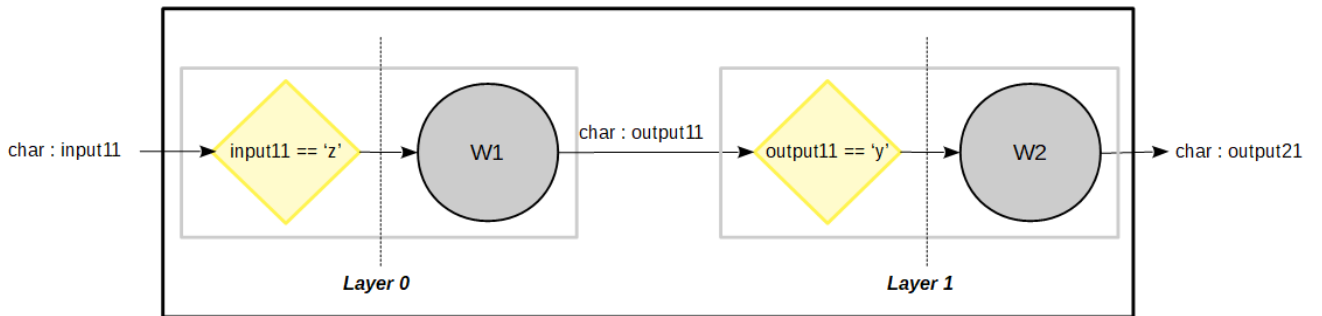 char : input11
input11 == ‘z’
W1
char : output11
output11 == ‘y’
W2
char : output21
Layer 0
Layer 1